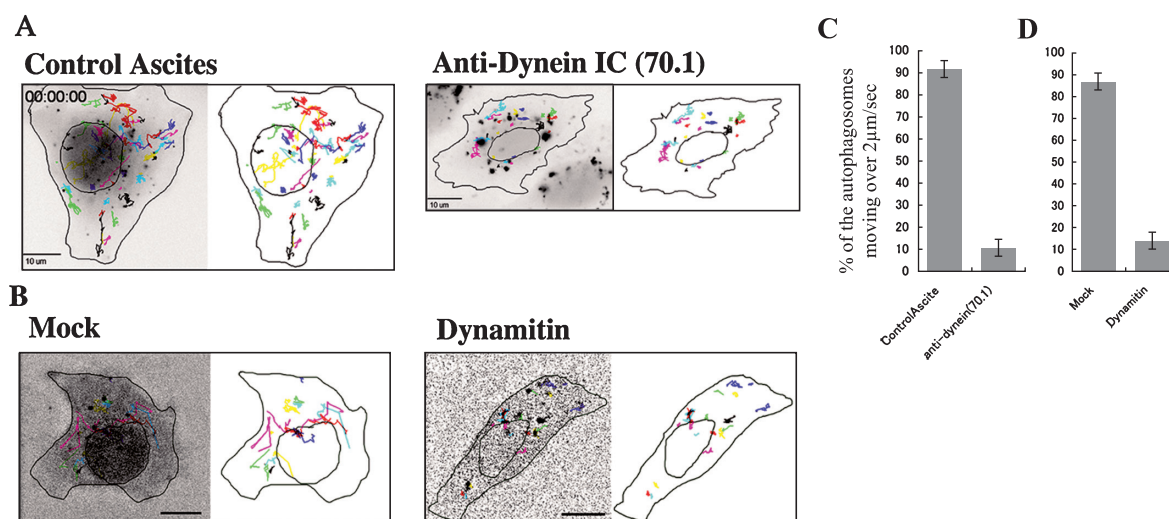 A
Control Ascites
Anti-Dynein IC (70.1)
00:00:00
10 um
10 um
B
Mock
Dynamitin
C
% of the autophagosomes
moving over 2μm/sec
100
90
80
70
60
50
40
30
20
10
0
ControlAscite
anti-dynein(70.1)
D
100
90
80
70
60
50
40
30
20
10
0
Mock
Dynamitin